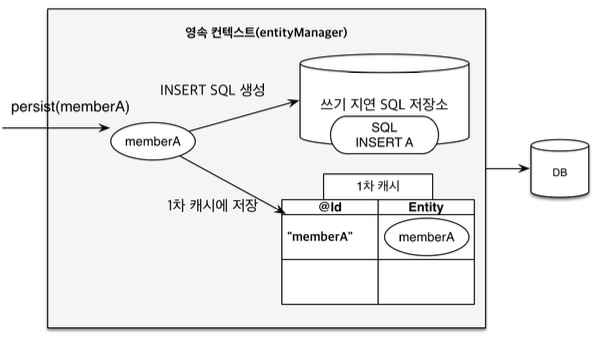 영속 컨텍스트(entityManager)
persist(memberA)
INSERT SQL 생성
쓰기 지연 SQL 저장소
SQL
INSERT A
memberA
DB
1차 캐시에 저장
1차 캐시
@Id
Entity
"memberA"
memberA